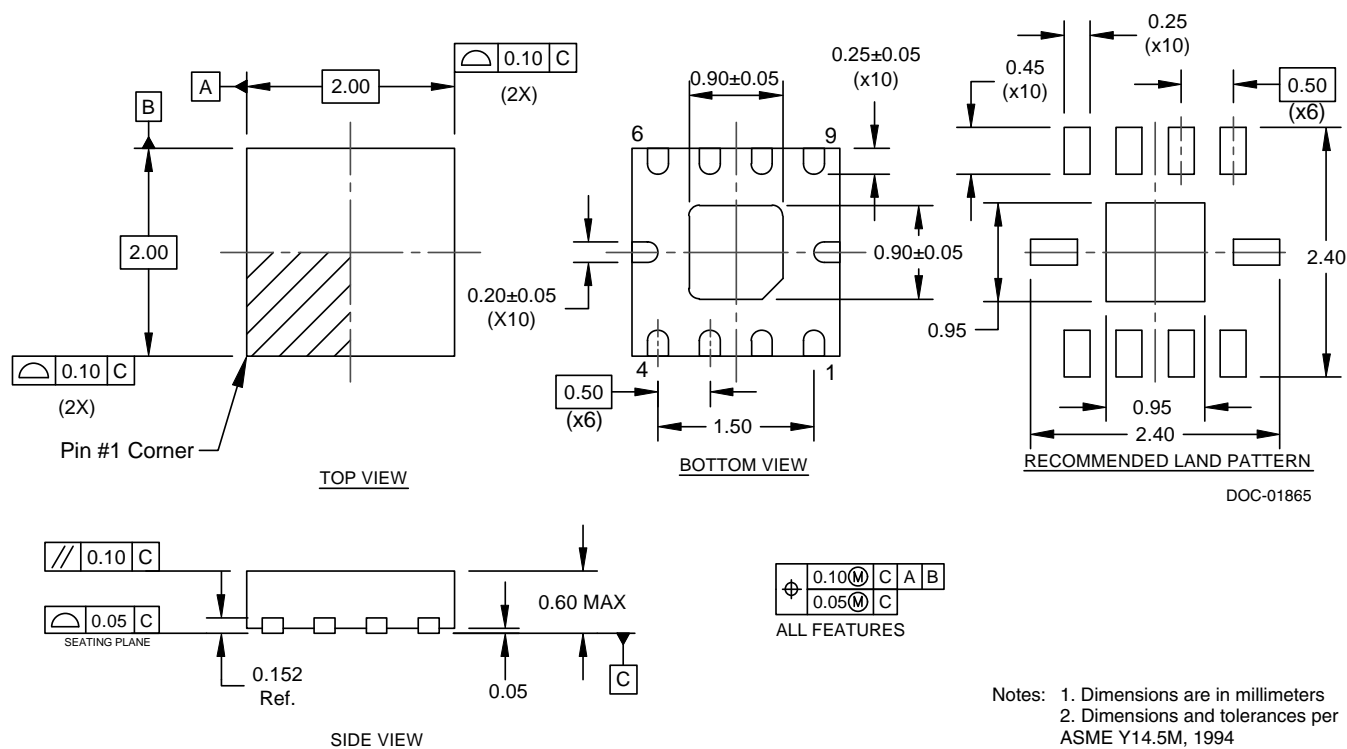 A
2.00
⌓ 0.10 C
(2X)
B
2.00
⌓ 0.10 C
(2X)
Pin #1 Corner
TOP VIEW
0.90±0.05
0.25±0.05
(x10)
6
9
0.90±0.05
0.20±0.05
(X10)
4
1
0.50
(x6)
1.50
BOTTOM VIEW
0.25
(x10)
0.45
(x10)
0.50
(x6)
2.40
0.95
0.95
2.40
RECOMMENDED LAND PATTERN
DOC-01865
// 0.10 C
⌓ 0.05 C
SEATING PLANE
0.60 MAX
0.152
Ref.
0.05
C
SIDE VIEW
⌖ 0.10Ⓜ C A B
0.05Ⓜ C
ALL FEATURES
Notes: 1. Dimensions are in millimeters
2. Dimensions and tolerances per
ASME Y14.5M, 1994